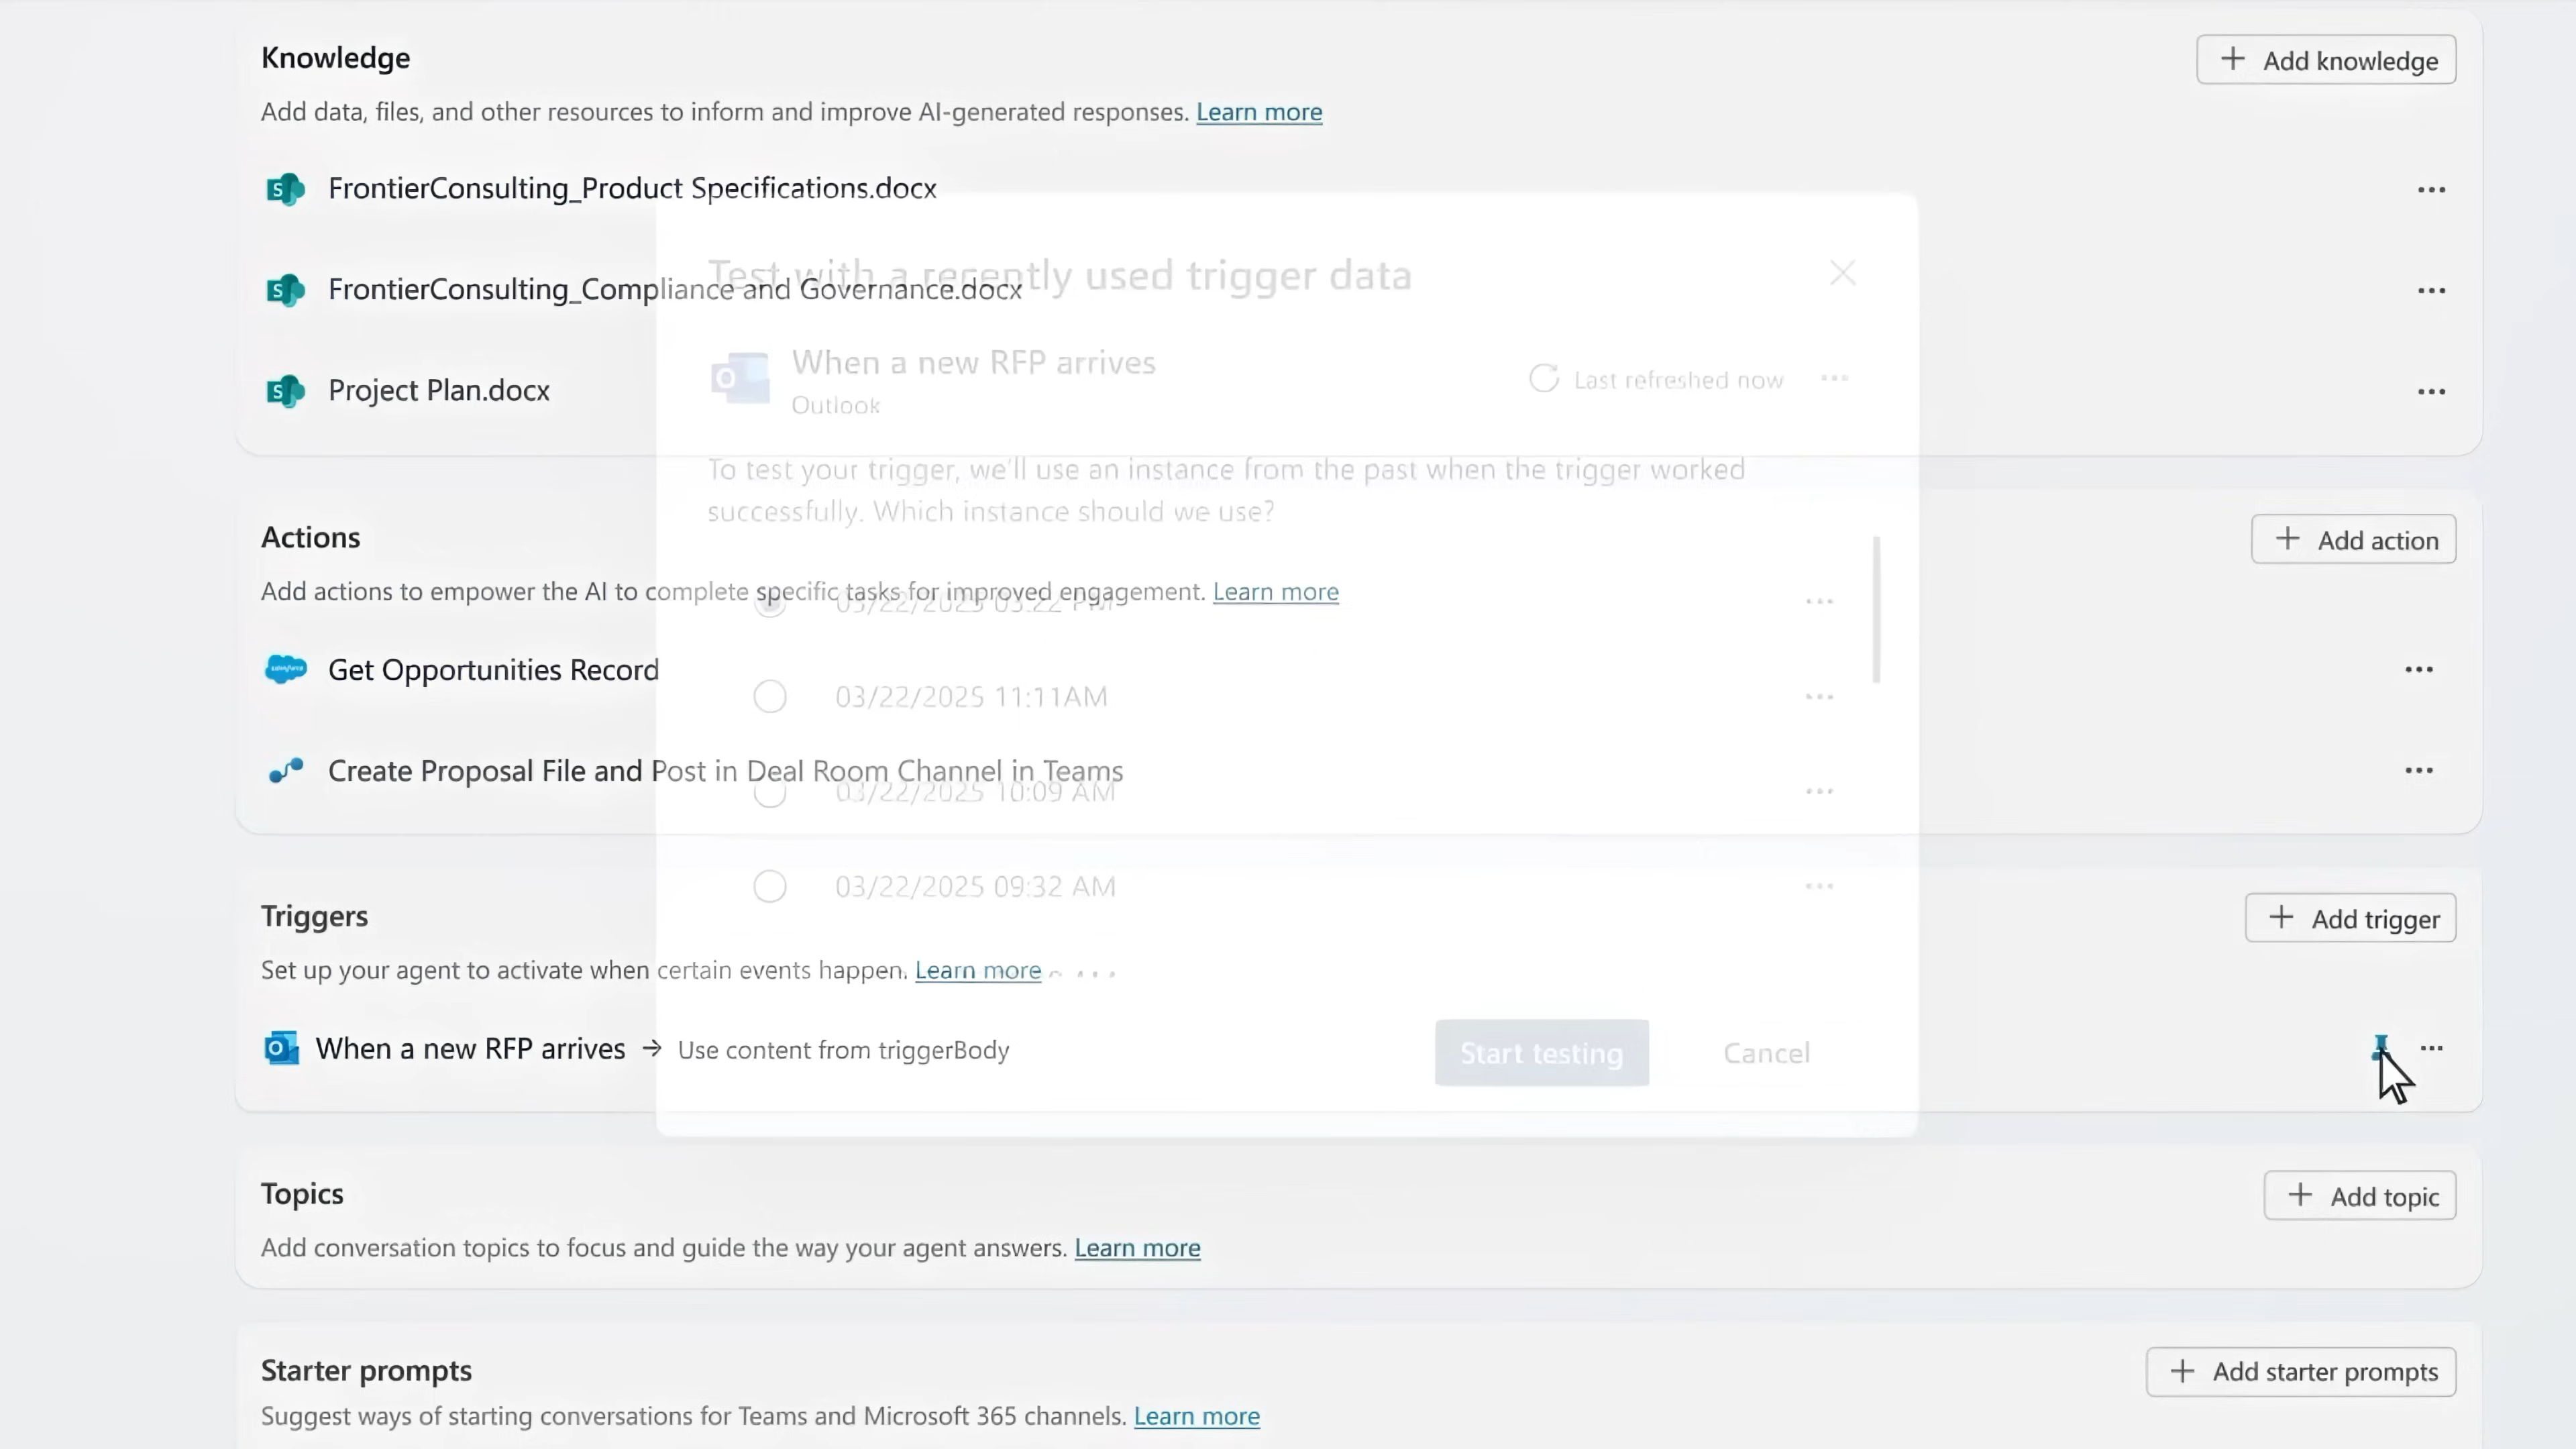 Knowledge
+ Add knowledge
Add data, files, and other resources to inform and improve AI-generated responses. Learn more
FrontierConsulting_Product Specifications.docx
FrontierConsulting_Compliance and Governance.docx
Project Plan.docx
Actions
+ Add action
Add actions to empower the AI to complete specific tasks for improved engagement. Learn more
Get Opportunities Record
Create Proposal File and Post in Deal Room Channel in Teams
Triggers
+ Add trigger
Set up your agent to activate when certain events happen. Learn more
When a new RFP arrives → Use content from triggerBody
Topics
+ Add topic
Add conversation topics to focus and guide the way your agent answers. Learn more
Starter prompts
+ Add starter prompts
Suggest ways of starting conversations for Teams and Microsoft 365 channels. Learn more
Test with a recently used trigger data
When a new RFP arrives
Outlook
Last refreshed now
To test your trigger, we'll use an instance from the past when the trigger worked
successfully. Which instance should we use?
03/22/2025 03:22 PM
03/22/2025 11:11AM
03/22/2025 10:09 AM
03/22/2025 09:32 AM
Start testing
Cancel